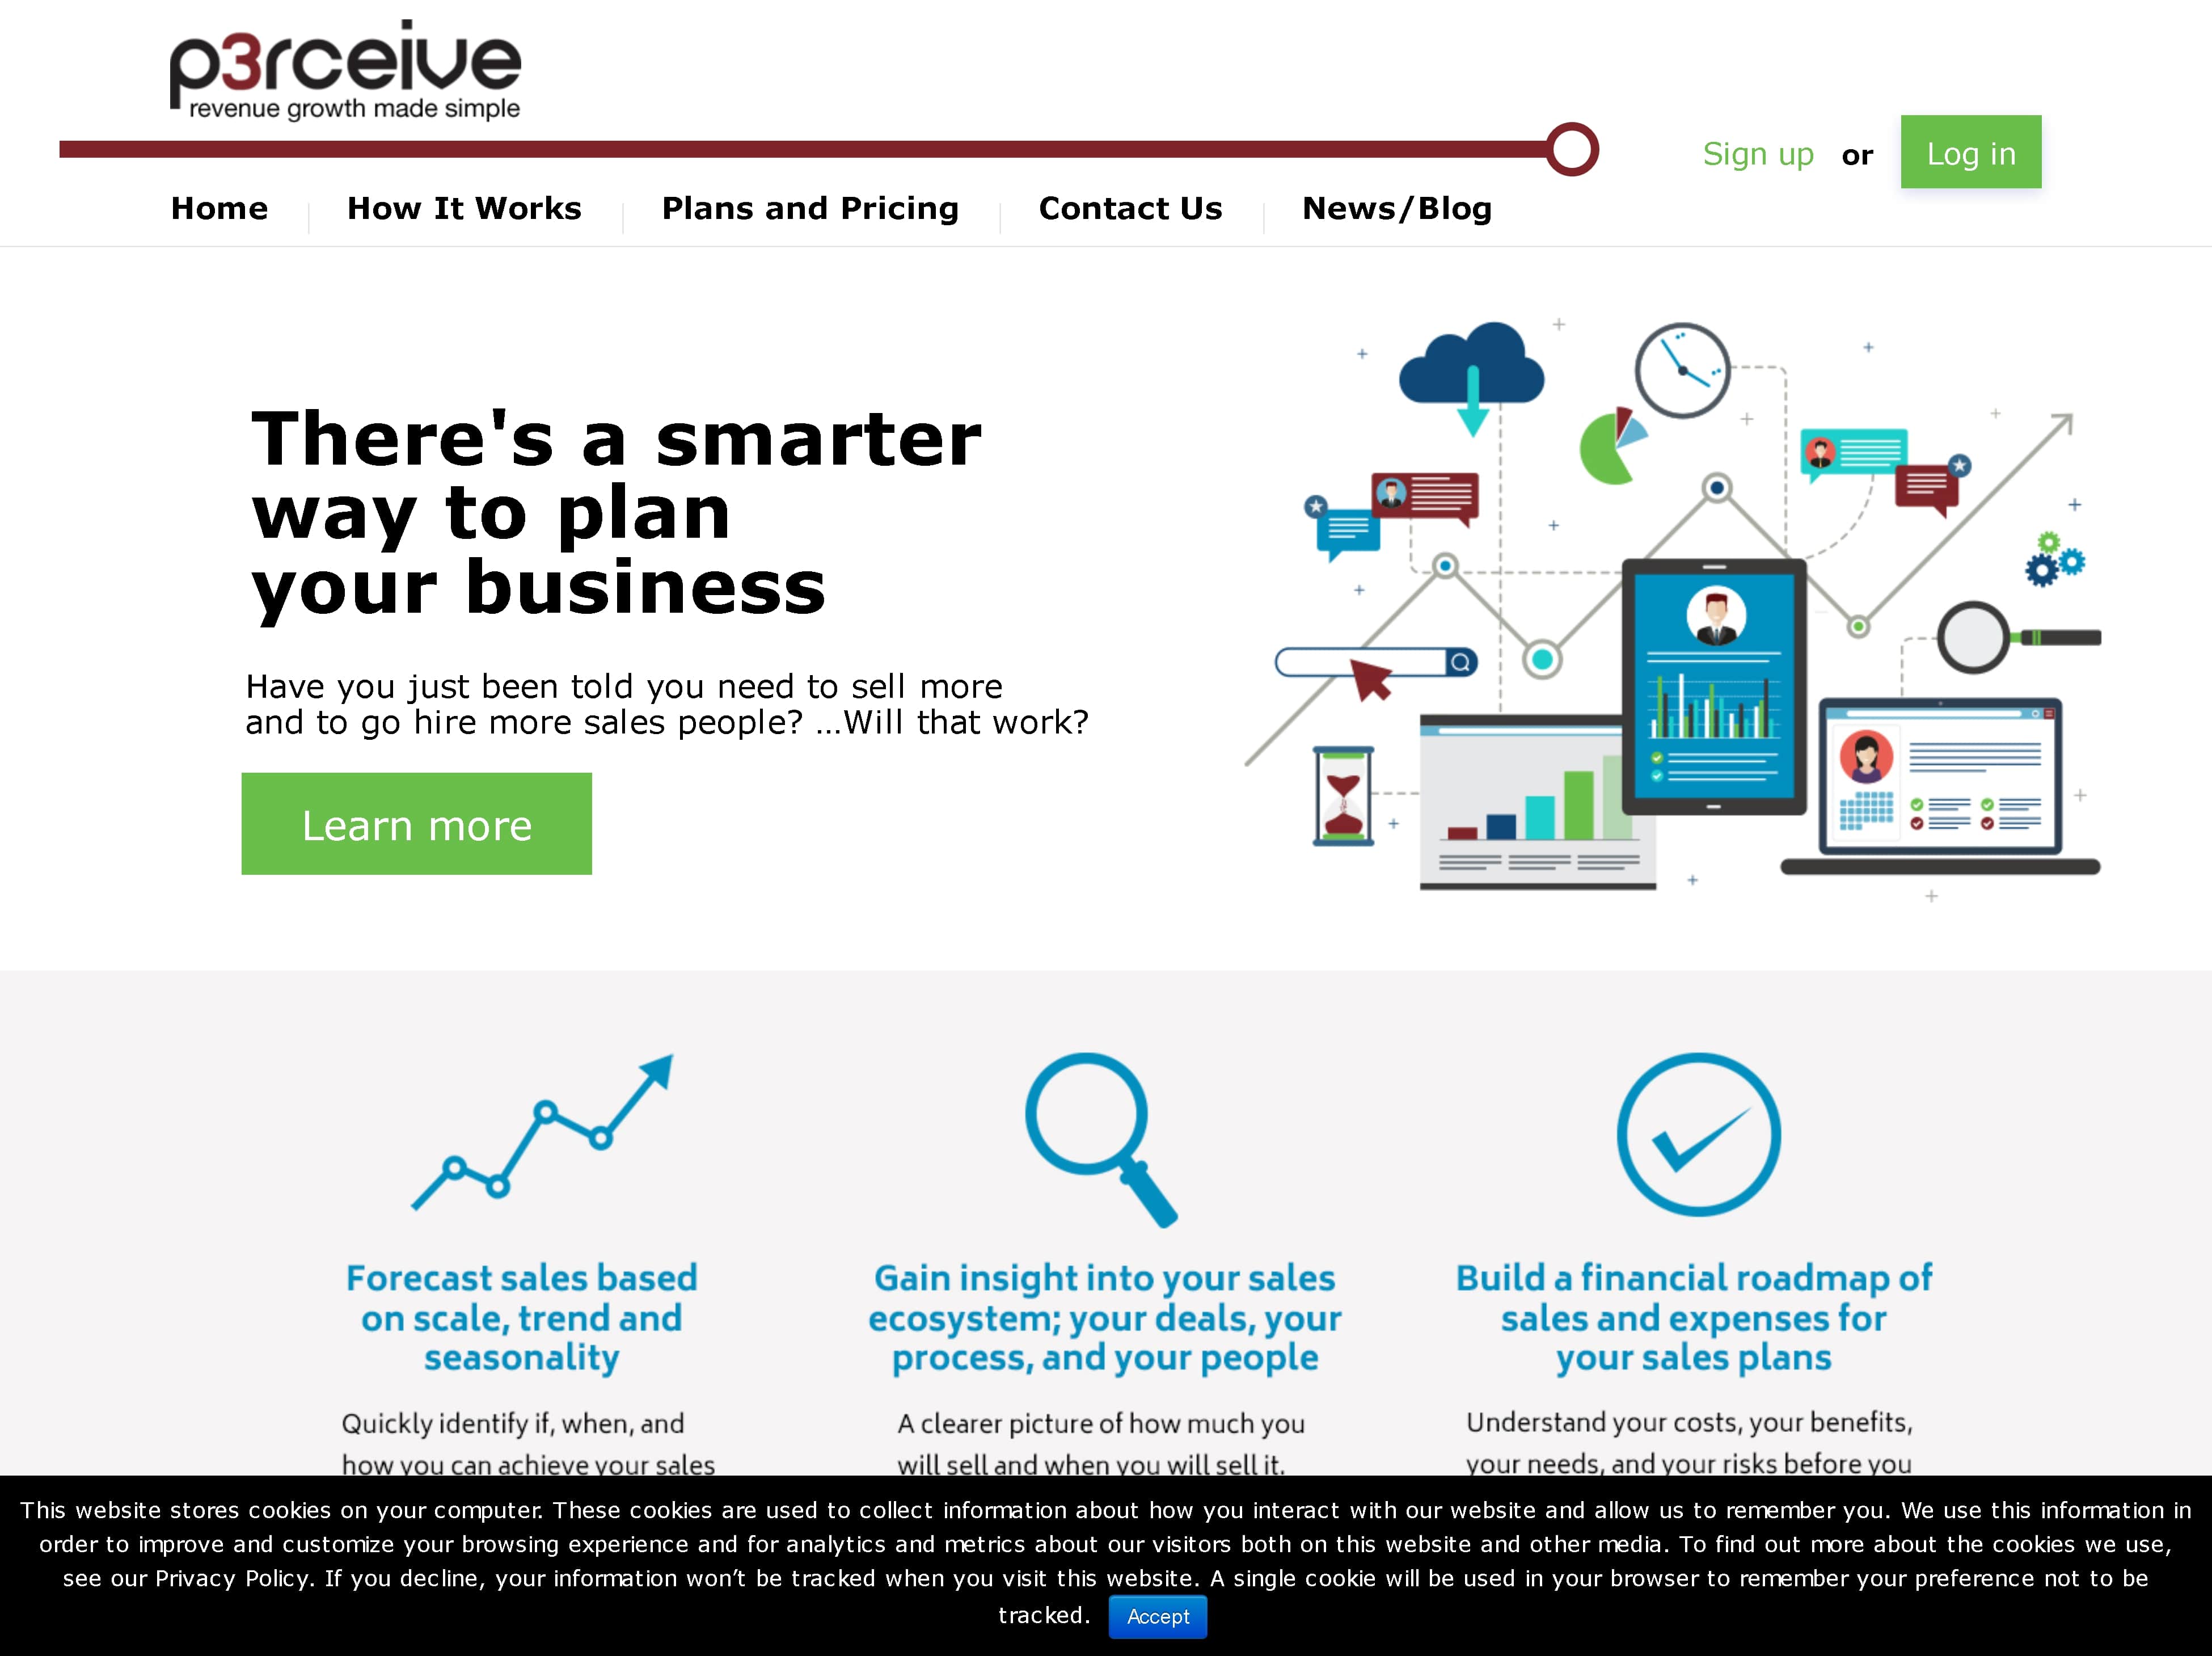 p3rceive
revenue growth made simple
Sign up or Log in
Home
How It Works
Plans and Pricing
Contact Us
News/Blog
There's a smarter
way to plan
your business
Have you just been told you need to sell more
and to go hire more sales people? ...Will that work?
Learn more
Forecast sales based
on scale, trend and
seasonality
Quickly identify if, when, and
how you can achieve your sales
Gain insight into your sales
ecosystem; your deals, your
process, and your people
A clearer picture of how much you
will sell and when you will sell it.
Build a financial roadmap of
sales and expenses for
your sales plans
Understand your costs, your benefits,
your needs, and your risks before you
This website stores cookies on your computer. These cookies are used to collect information about how you interact with our website and allow us to remember you. We use this information in
order to improve and customize your browsing experience and for analytics and metrics about our visitors both on this website and other media. To find out more about the cookies we use,
see our Privacy Policy. If you decline, your information won’t be tracked when you visit this website. A single cookie will be used in your browser to remember your preference not to be
tracked. Accept